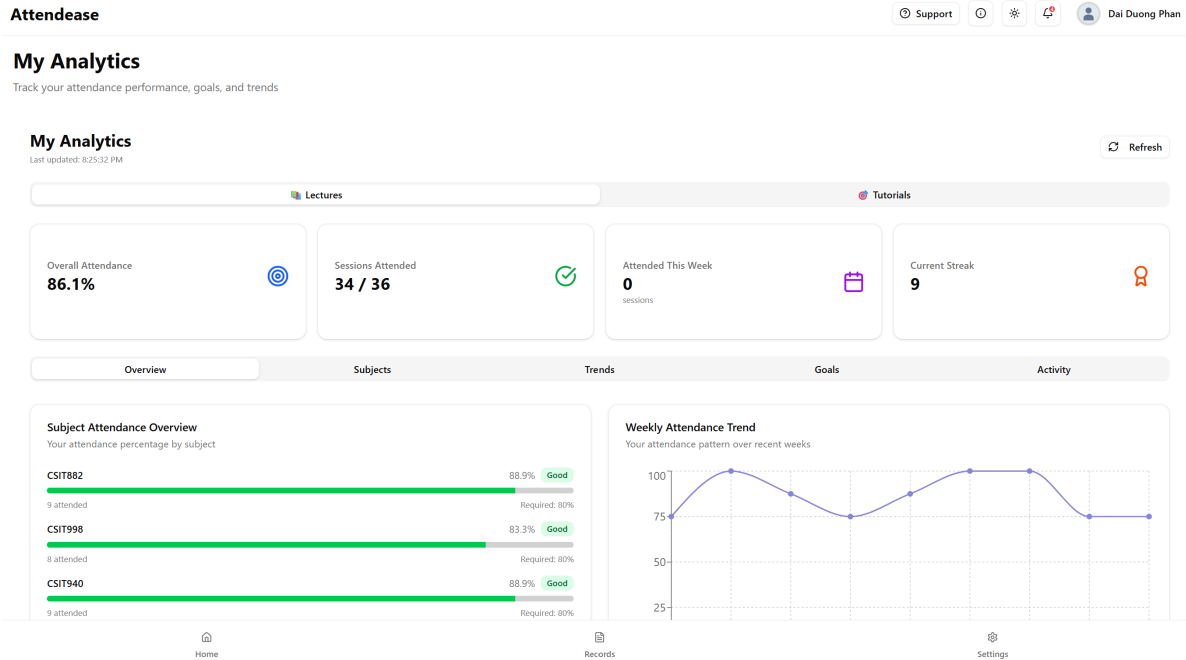 Attendease
Support
4
Dai Duong Phan
My Analytics
Track your attendance performance, goals, and trends
My Analytics
Last updated: 8:25:32 PM
Refresh
Lectures
Tutorials
Overall Attendance
86.1%
Sessions Attended
34 / 36
Attended This Week
0
sessions
Current Streak
9
Overview
Subjects
Trends
Goals
Activity
Subject Attendance Overview
Your attendance percentage by subject
CSIT882
88.9%
Good
9 attended
Required: 80%
CSIT998
83.3%
Good
8 attended
Required: 80%
CSIT940
88.9%
Good
9 attended
Required: 80%
Weekly Attendance Trend
Your attendance pattern over recent weeks
100
75
50
25
Home
Records
Settings